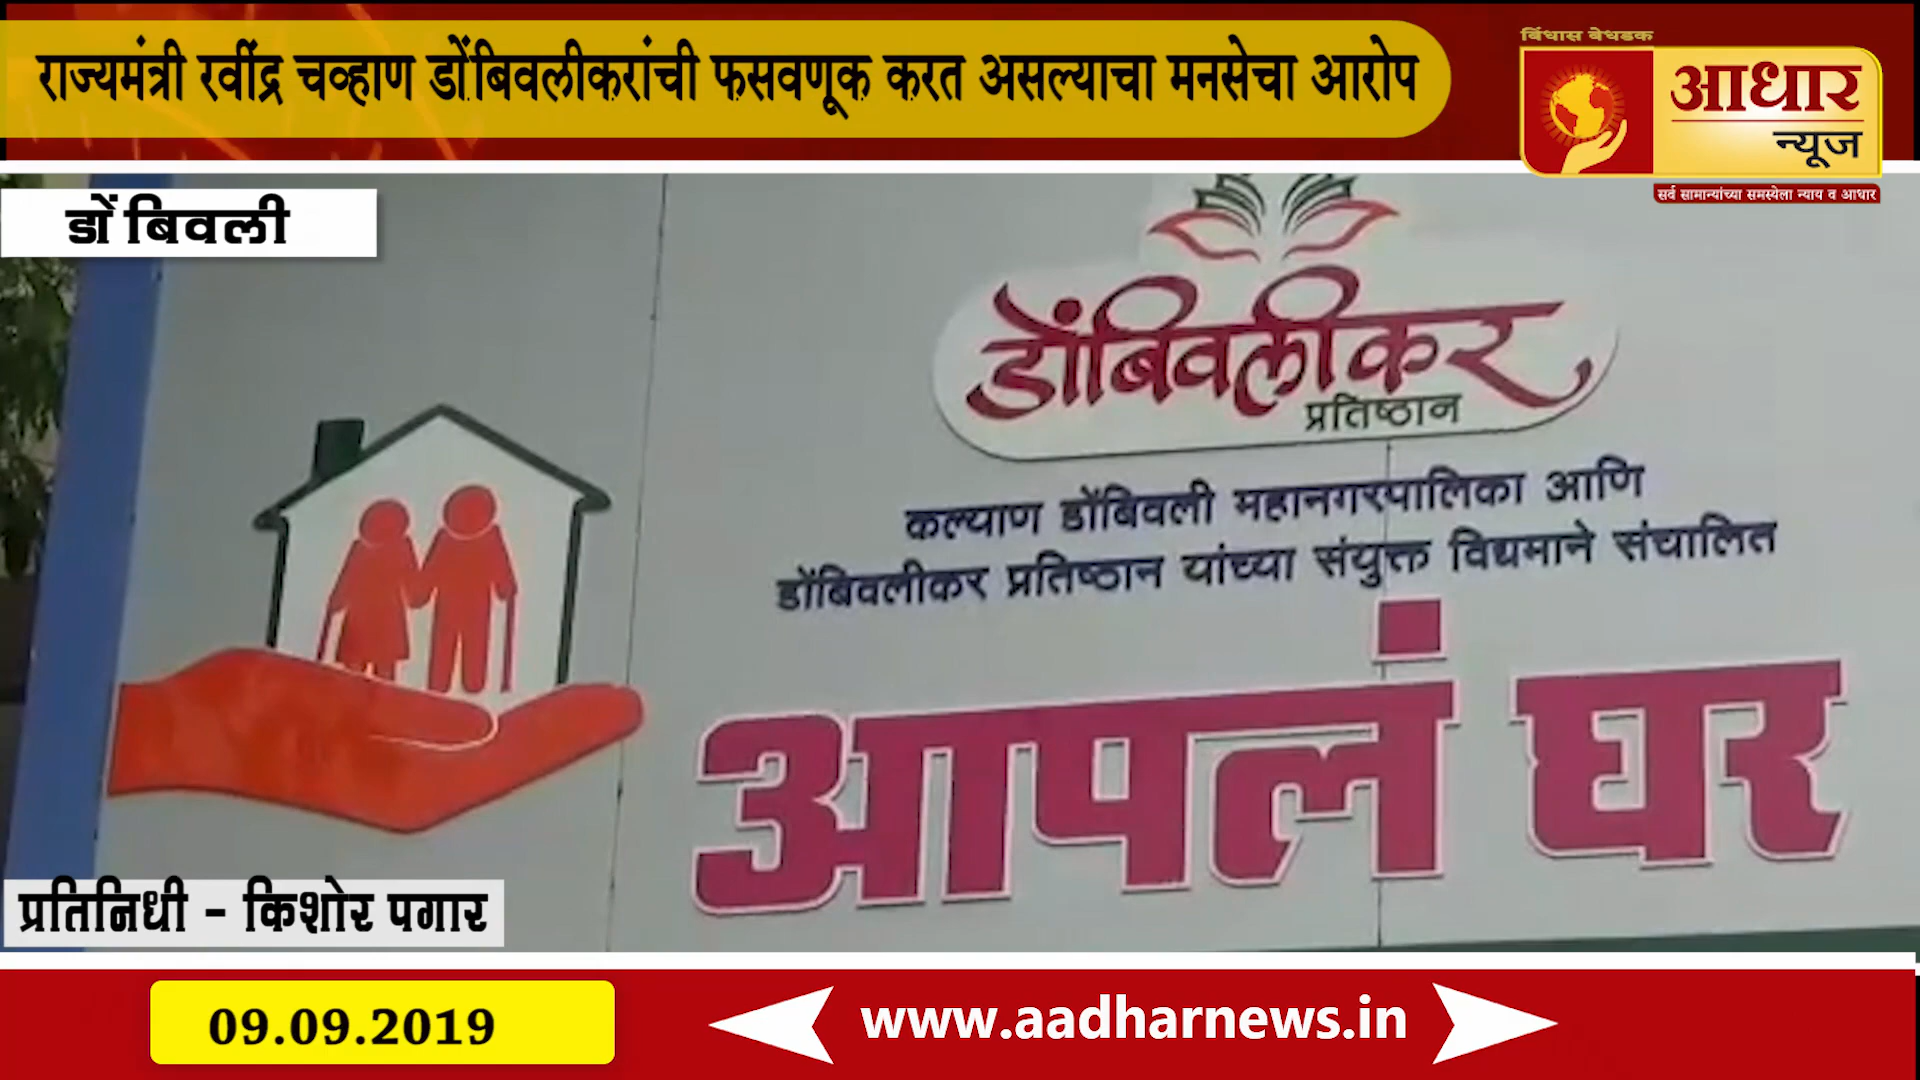 बिंधास बेधडक
राज्यमंत्री रवींद्र चव्हाण डोंबिवलीकरांची फसवणूक करत असल्याचा मनसेचा आरोप
आधार
न्यूज
सर्व सामान्यांच्या समस्येला न्याय व आधार
डोंबिवली
डोंबिवलीकर
प्रतिष्ठान
कल्याण डोंबिवली महानगरपालिका आणि
डोंबिवलीकर प्रतिष्ठान यांच्या संयुक्त विद्यमाने संचालित
आपलं घर
प्रतिनिधी - किशोर पगार
09.09.2019
www.aadharnews.in